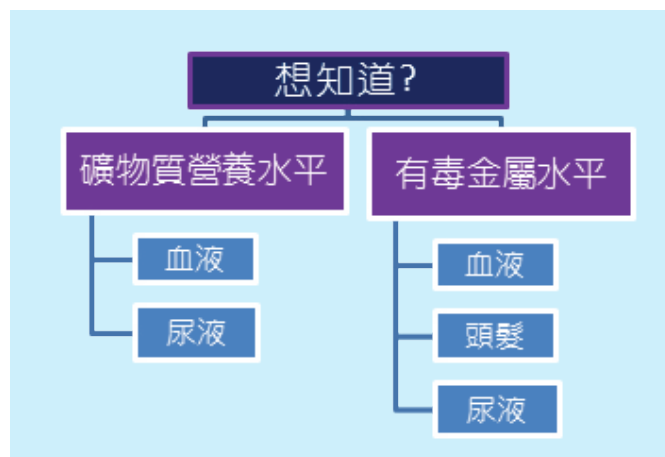 想知道?
礦物質營養水平
有毒金屬水平
血液
尿液
血液
頭髮
尿液